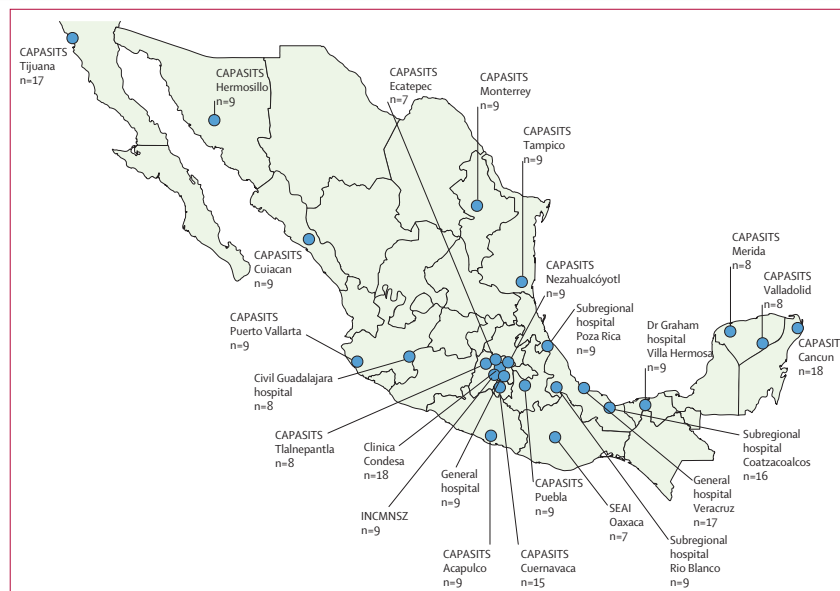 CAPASITS
Tijuana
n=17
CAPASITS
Hermosillo
n=9
CAPASITS
Ecatepec
n=7
CAPASITS
Monterrey
n=9
CAPASITS
Tampico
n=9
CAPASITS
Cuiacan
n=9
CAPASITS
Nezahualcóyotl
n=9
CAPASITS
Merida
n=8
CAPASITS
Valladolid
n=8
CAPASITS
Cancun
n=18
CAPASITS
Puerto Vallarta
n=9
Subregional
hospital
Poza Rica
n=9
Dr Graham
hospital
Villa Hermosa
n=9
Civil Guadalajara
hospital
n=8
CAPASITS
Tlalnepantla
n=8
Clinica
Condesa
n=18
General
hospital
n=9
INCMNSZ
n=9
CAPASITS
Puebla
n=9
SEAI
Oaxaca
n=7
Subregional
hospital
Coatzacoalcos
n=16
General
hospital
Veracruz
n=17
Subregional
hospital
Rio Blanco
n=9
CAPASITS
Acapulco
n=9
CAPASITS
Cuernavaca
n=15